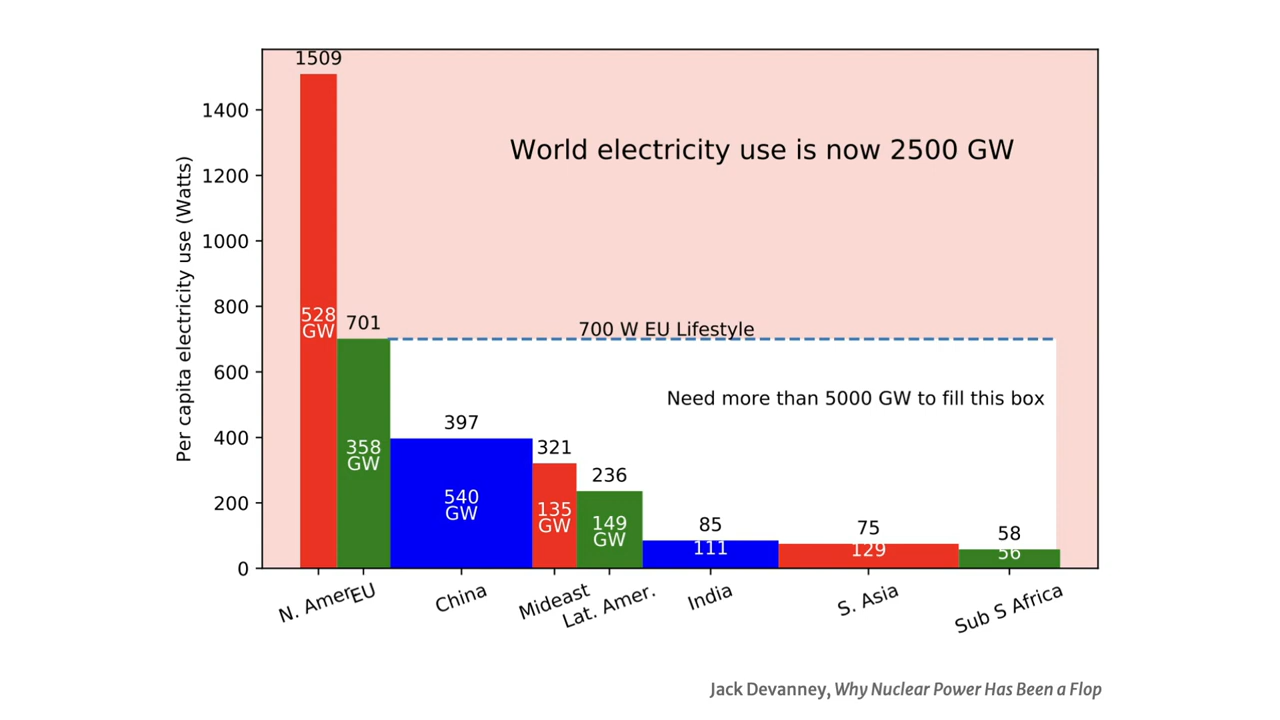 1509
1400
World electricity use is now 2500 GW
1200
1000
Per capita electricity use (Watts)
800
528
GW
701
700 W EU Lifestyle
600
Need more than 5000 GW to fill this box
400
397
358
GW
321
236
540
GW
135
GW
149
GW
200
85
111
75
129
58
56
0
N. Amer
EU
China
Mideast
Lat. Amer.
India
S. Asia
Sub S Africa
Jack Devanney, Why Nuclear Power Has Been a Flop